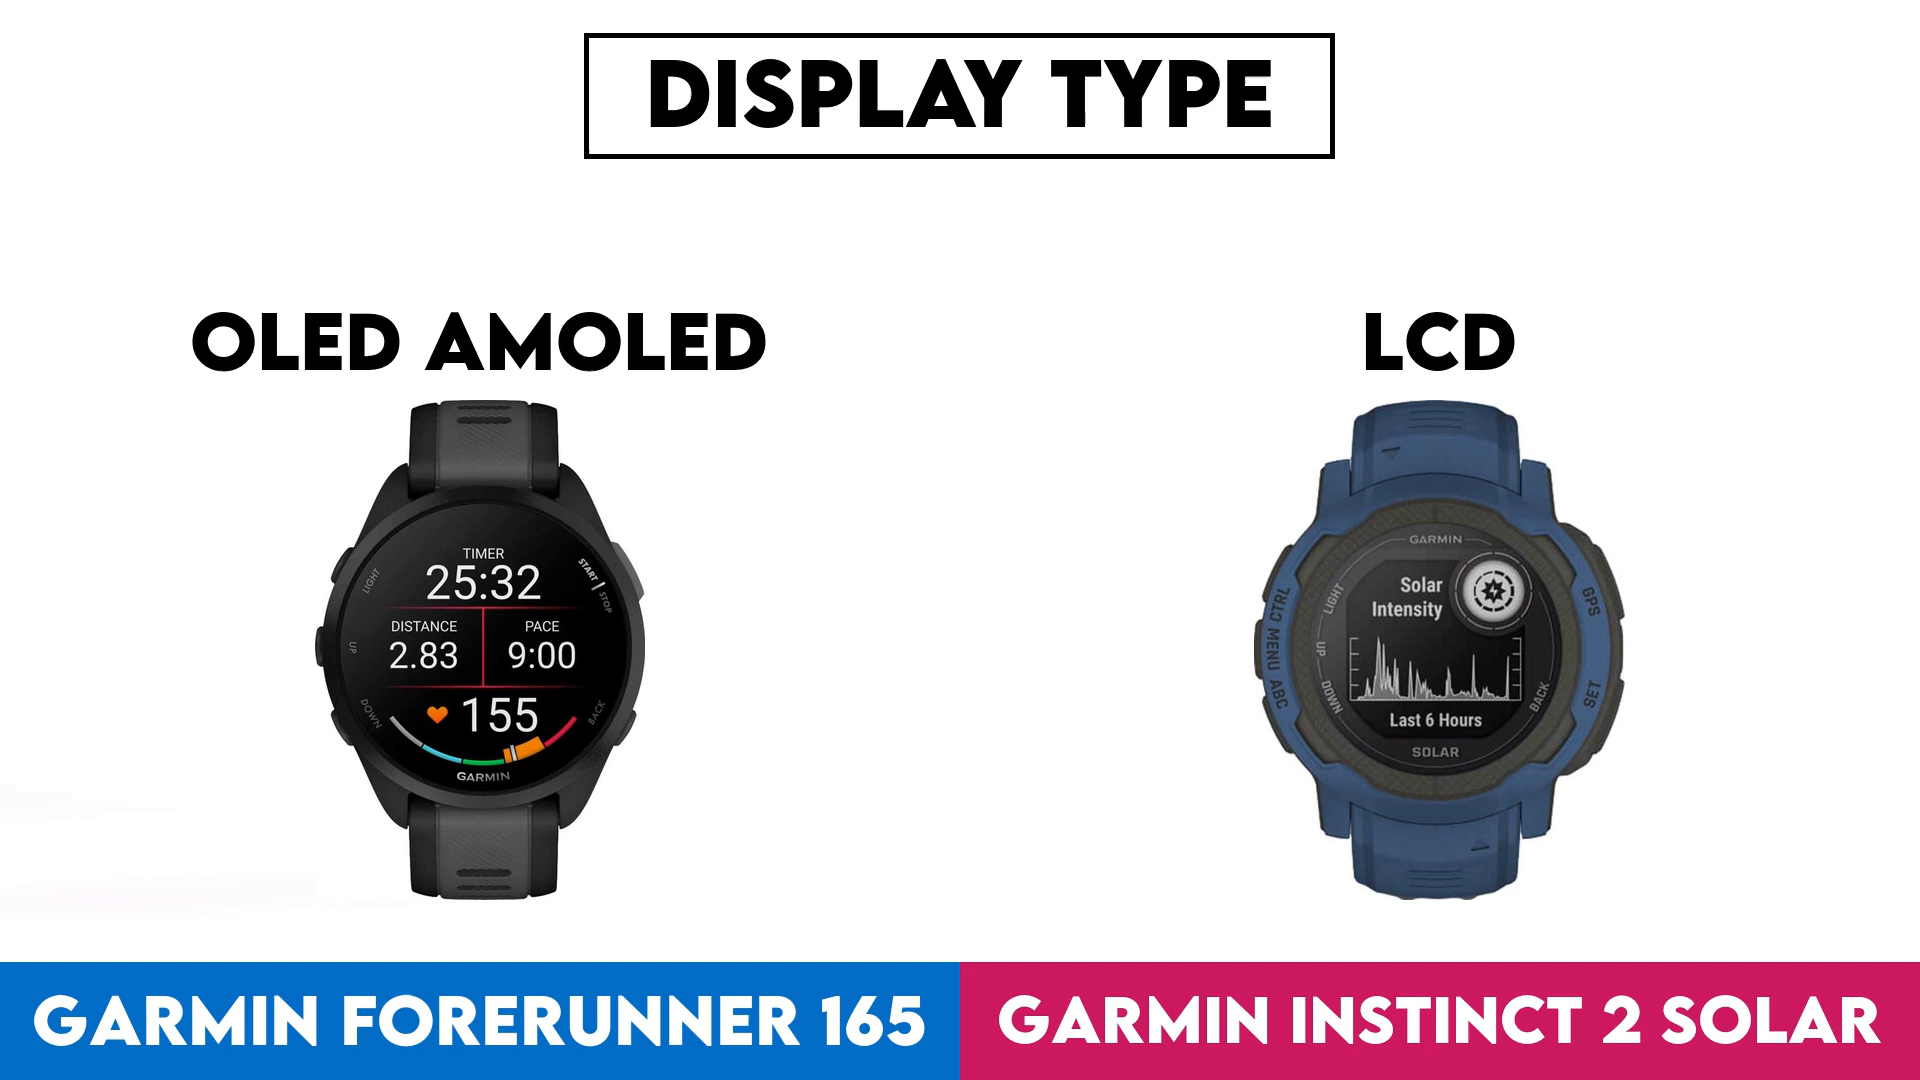 DISPLAY TYPE
OLED AMOLED
LCD
TIMER
25:32
DISTANCE
PACE
2.83
9:00
155
GARMIN
LIGHT
UP
DOWN
START
STOP
BACK
GARMIN
Solar
Intensity
Last 6 Hours
SOLAR
LIGHT
UP
DOWN
BACK
CTRL
MENU
ABC
GPS
SET
GARMIN FORERUNNER 165
GARMIN INSTINCT 2 SOLAR